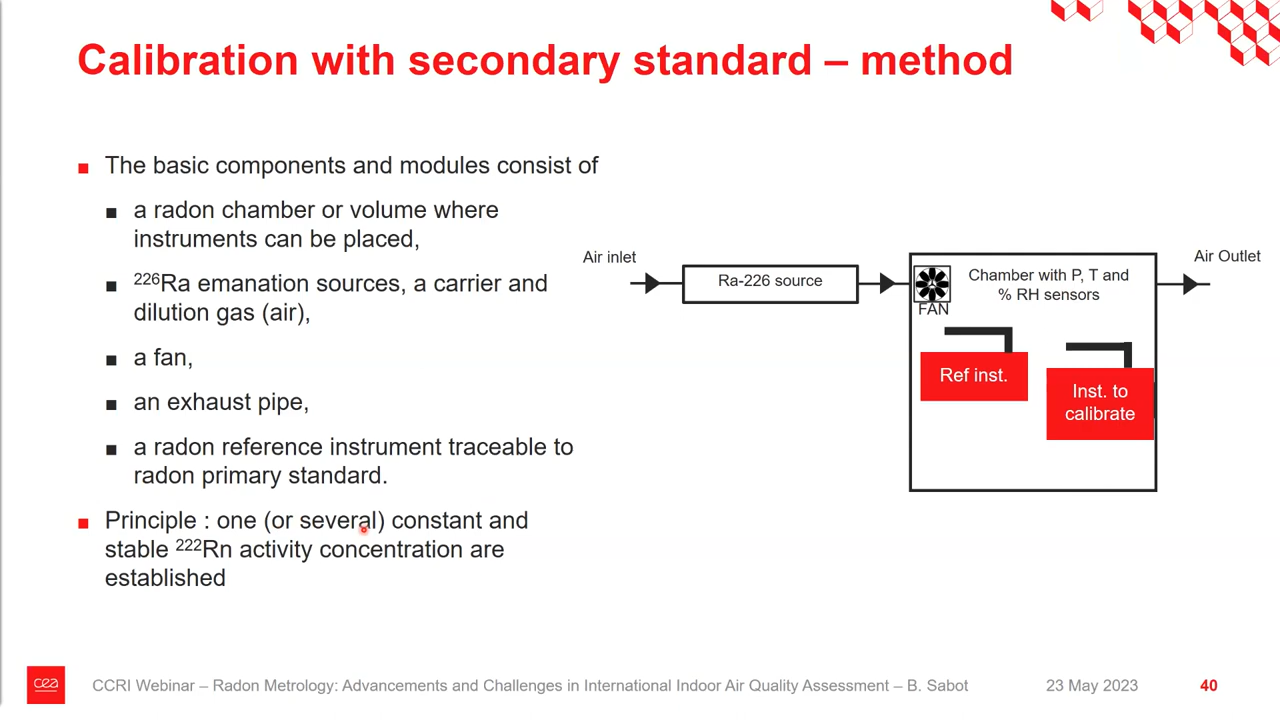 Calibration with secondary standard – method
The basic components and modules consist of
a radon chamber or volume where
instruments can be placed,
²²⁶Ra emanation sources, a carrier and
dilution gas (air),
a fan,
an exhaust pipe,
a radon reference instrument traceable to
radon primary standard.
Principle : one (or several) constant and
stable ²²²Rn activity concentration are
established
Air inlet
Ra-226 source
FAN
Chamber with P, T and
% RH sensors
Air Outlet
Ref inst.
Inst. to
calibrate
cea
CCRI Webinar – Radon Metrology: Advancements and Challenges in International Indoor Air Quality Assessment – B. Sabot
23 May 2023
40